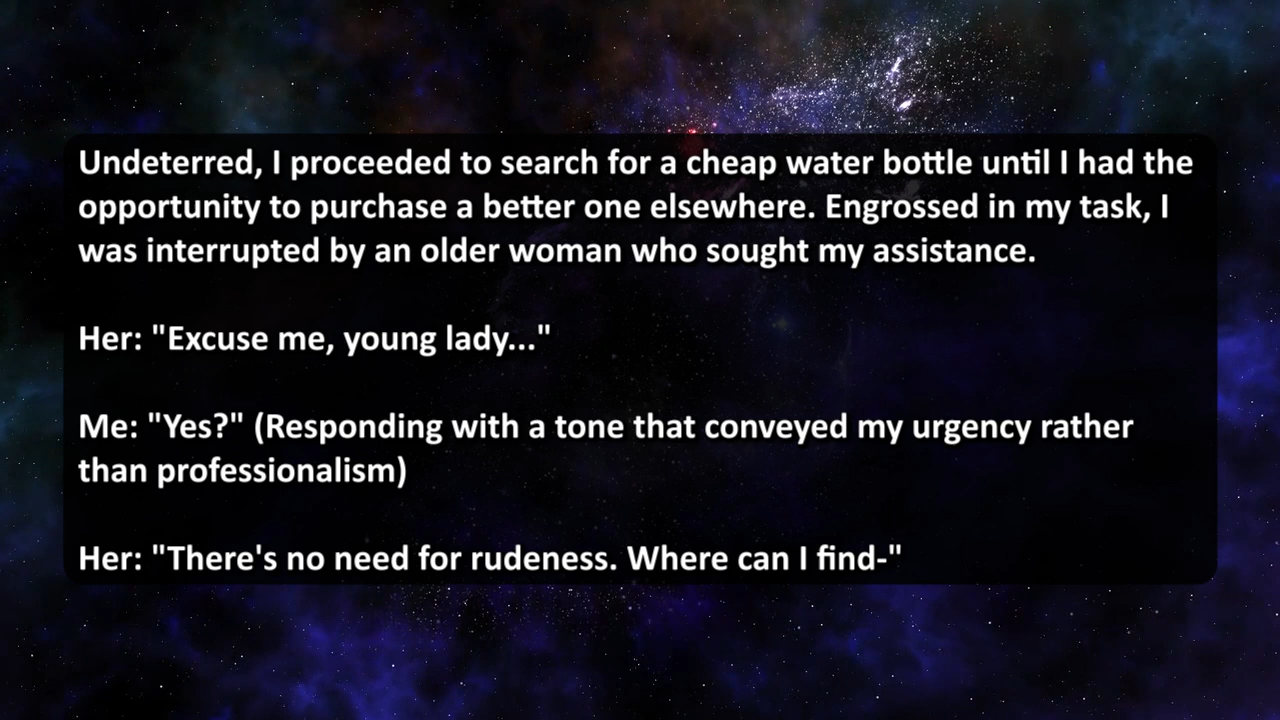 Undeterred, I proceeded to search for a cheap water bottle until I had the
opportunity to purchase a better one elsewhere. Engrossed in my task, I
was interrupted by an older woman who sought my assistance.
Her: "Excuse me, young lady..."
Me: "Yes?" (Responding with a tone that conveyed my urgency rather
than professionalism)
Her: "There's no need for rudeness. Where can I find-"